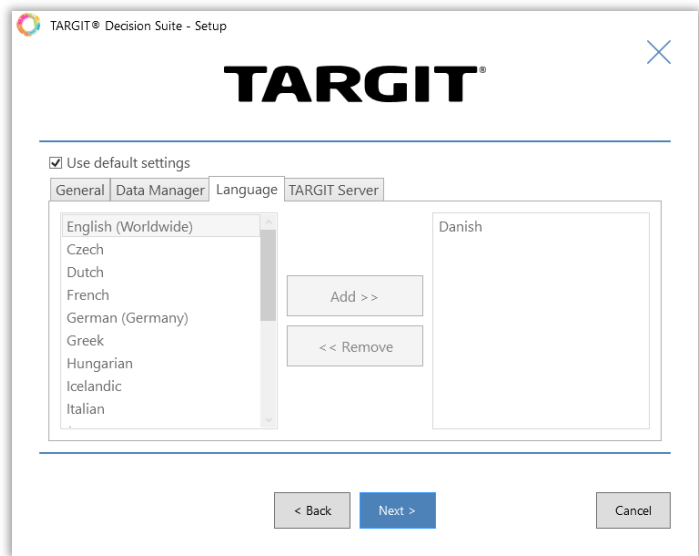 TARGIT® Decision Suite - Setup
TARGIT®
Use default settings
General Data Manager Language TARGIT Server
English (Worldwide)
Czech
Dutch
French
German (Germany)
Greek
Hungarian
Icelandic
Italian
Add >>
<< Remove
Danish
< Back Next > Cancel